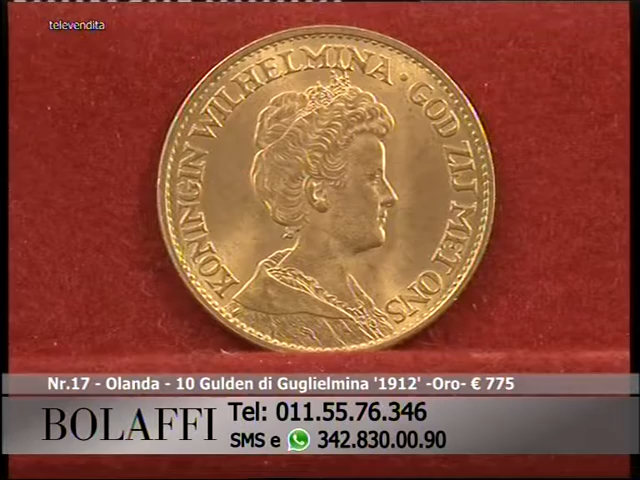 televendita
KONINGIN WILHELMINA · GOD ZIJ MET ONS
Nr.17 - Olanda - 10 Gulden di Guglielmina '1912' -Oro- € 775
BOLAFFI
Tel: 011.55.76.346
SMS e 342.830.00.90